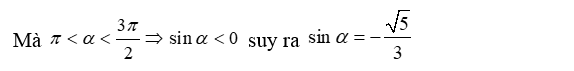 Mà π < α < 3π/2 ⇒ sin α < 0 suy ra sin α = −√5/3